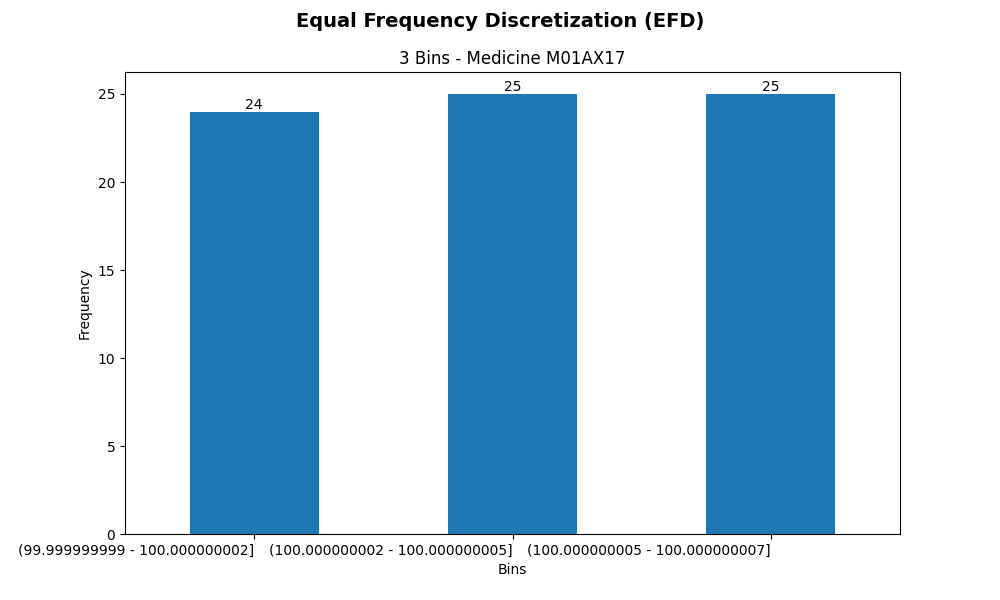 Equal Frequency Discretization (EFD)
3 Bins - Medicine M01AX17
25
20
15
10
5
0
Frequency
24
25
25
(99.999999999 - 100.000000002]
(100.000000002 - 100.000000005]
(100.000000005 - 100.000000007]
Bins